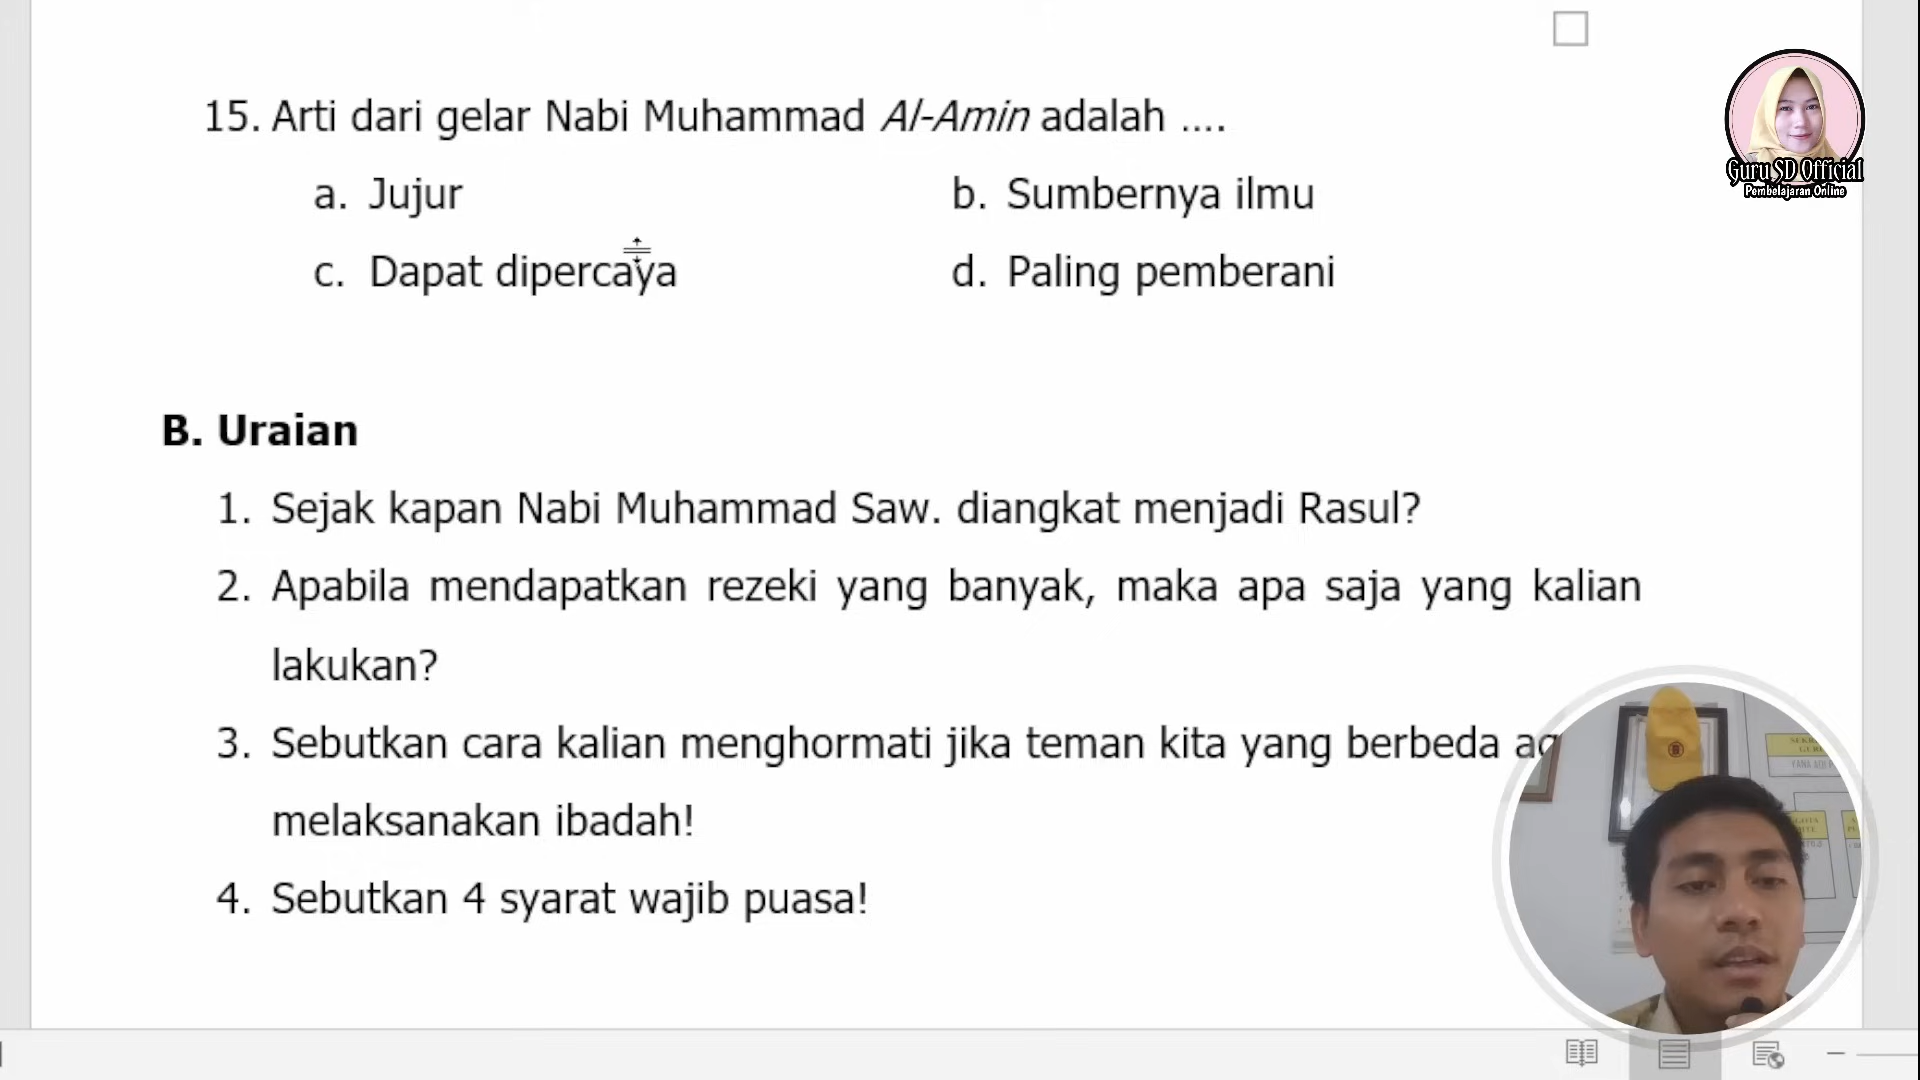 15. Arti dari gelar Nabi Muhammad Al-Amin adalah ....
a. Jujur
b. Sumbernya ilmu
c. Dapat dipercaya
d. Paling pemberani
B. Uraian
1. Sejak kapan Nabi Muhammad Saw. diangkat menjadi Rasul?
2. Apabila mendapatkan rezeki yang banyak, maka apa saja yang kalian
lakukan?
3. Sebutkan cara kalian menghormati jika teman kita yang berbeda
melaksanakan ibadah!
4. Sebutkan 4 syarat wajib puasa!
Guru SD Official
Pembelajaran Online